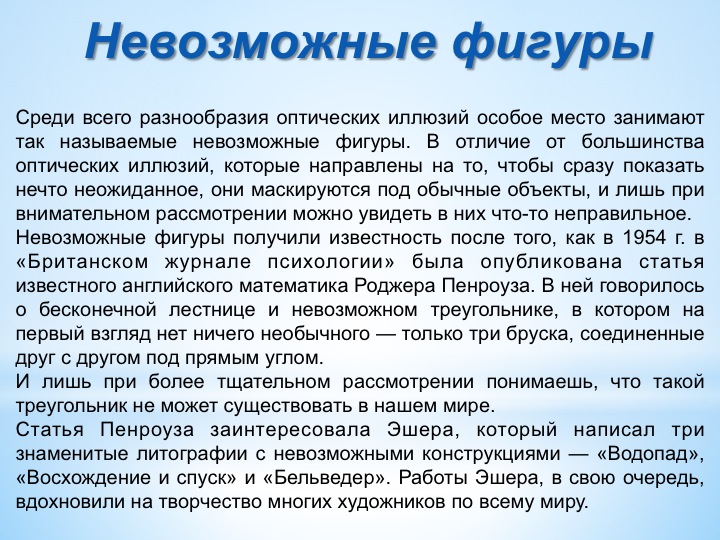 Невозможные фигуры
Среди всего разнообразия оптических иллюзий особое место занимают
так называемые невозможные фигуры. В отличие от большинства
оптических иллюзий, которые направлены на то, чтобы сразу показать
нечто неожиданное, они маскируются под обычные объекты, и лишь при
внимательном рассмотрении можно увидеть в них что-то неправильное.
Невозможные фигуры получили известность после того, как в 1954 г. в
«Британском журнале психологии» была опубликована статья
известного английского математика Роджера Пенроуза. В ней говорилось
о бесконечной лестнице и невозможном треугольнике, в котором на
первый взгляд нет ничего необычного — только три бруска, соединенные
друг с другом под прямым углом.
И лишь при более тщательном рассмотрении понимаешь, что такой
треугольник не может существовать в нашем мире.
Статья Пенроуза заинтересовала Эшера, который написал три
знаменитые литографии с невозможными конструкциями — «Водопад»,
«Восхождение и спуск» и «Бельведер». Работы Эшера, в свою очередь,
вдохновили на творчество многих художников по всему миру.